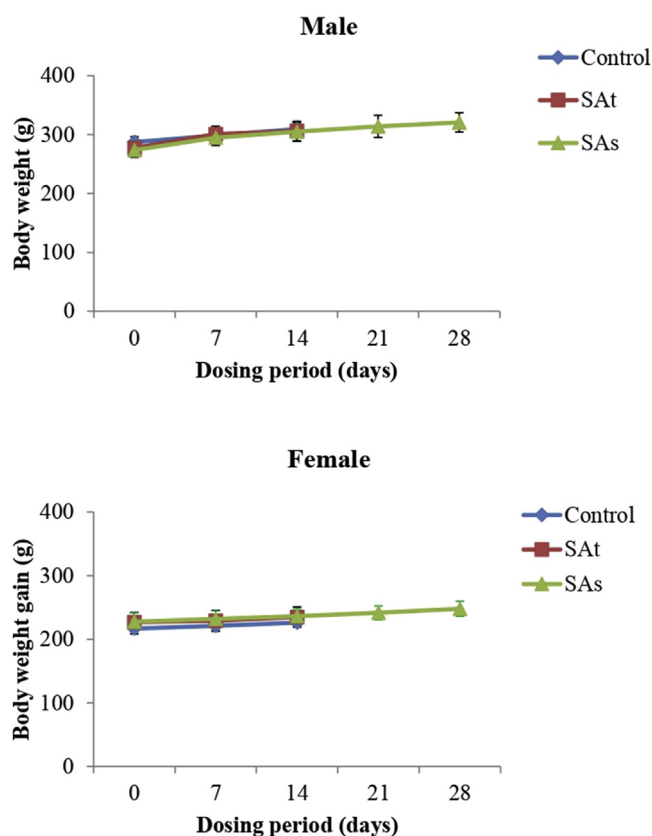 Male
Control
SAt
SAs
400
300
200
100
0
Body weight (g)
0 7 14 21 28
Dosing period (days)
Female
Control
SAt
SAs
400
300
200
100
0
Body weight gain (g)
0 7 14 21 28
Dosing period (days)